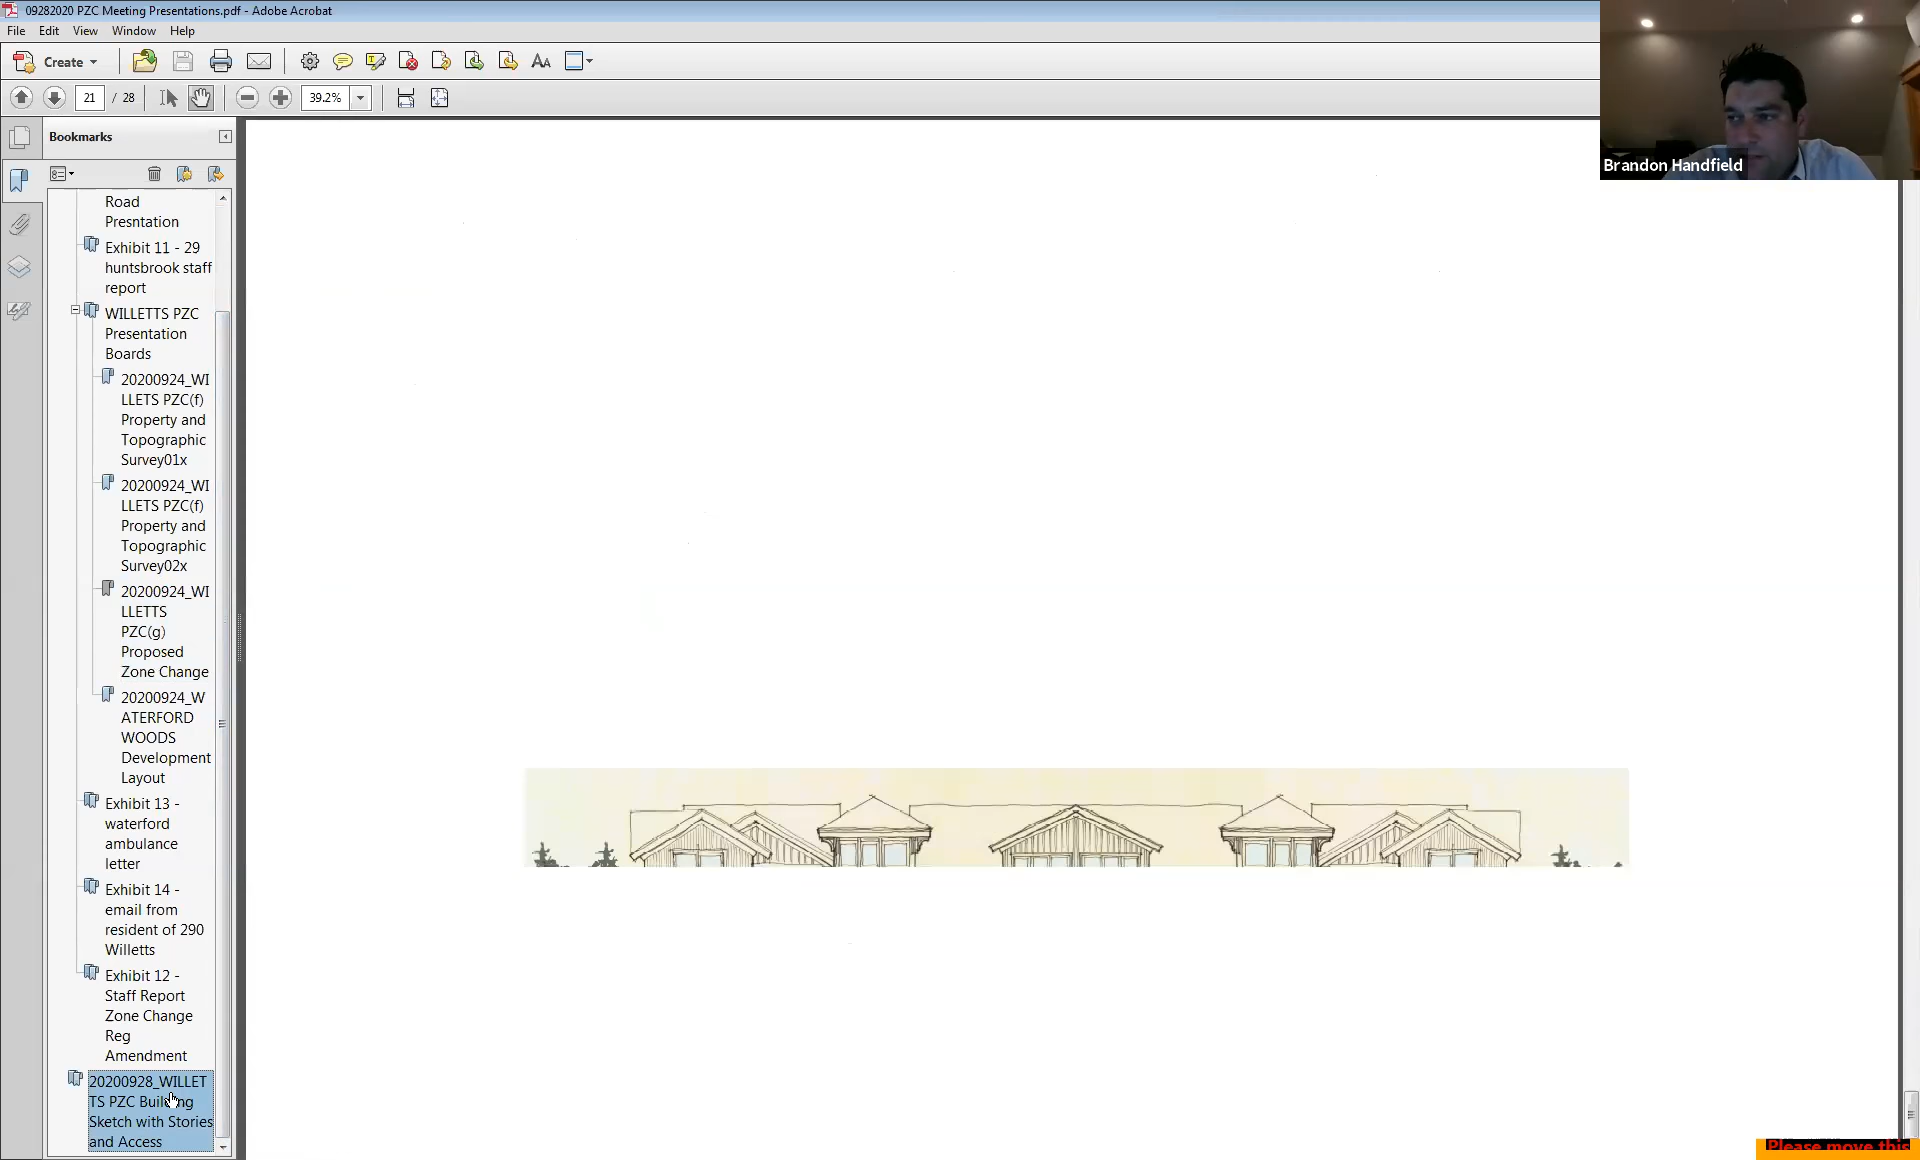 09282020 PZC Meeting Presentations.pdf - Adobe Acrobat
File Edit View Window Help
Create
21 / 28 39.2%
Bookmarks
Road
Presntation
Exhibit 11 - 29
huntsbrook staff
report
WILLETTS PZC
Presentation
Boards
20200924_WI
LLETS PZC(f)
Property and
Topographic
Survey01x
20200924_WI
LLETS PZC(f)
Property and
Topographic
Survey02x
20200924_WI
LLETTS
PZC(g)
Proposed
Zone Change
20200924_W
ATERFORD
WOODS
Development
Layout
Exhibit 13 -
waterford
ambulance
letter
Exhibit 14 -
email from
resident of 290
Willetts
Exhibit 12 -
Staff Report
Zone Change
Reg
Amendment
20200928_WILLET
TS PZC Building
Sketch with Stories
and Access
Brandon Handfield
Please move this